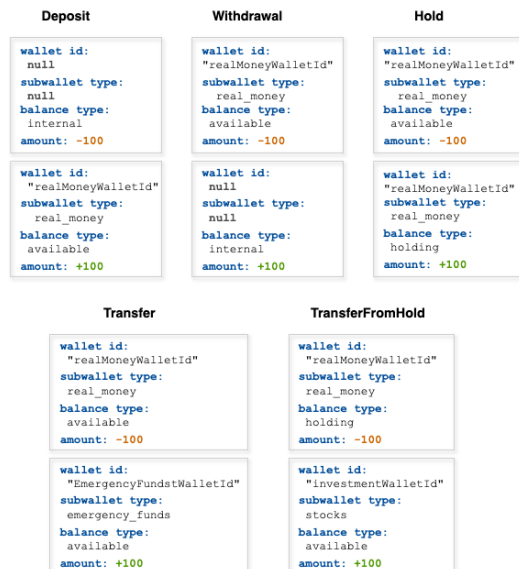 Deposit
wallet id:
null
subwallet type:
null
balance type:
internal
amount: -100
wallet id:
"realMoneyWalletId"
subwallet type:
real_money
balance type:
available
amount: +100
Withdrawal
wallet id:
"realMoneyWalletId"
subwallet type:
real_money
balance type:
available
amount: -100
wallet id:
null
subwallet type:
null
balance type:
internal
amount: +100
Hold
wallet id:
"realMoneyWalletId"
subwallet type:
real_money
balance type:
available
amount: -100
wallet id:
"realMoneyWalletId"
subwallet type:
real_money
balance type:
holding
amount: +100
Transfer
wallet id:
"realMoneyWalletId"
subwallet type:
real_money
balance type:
available
amount: -100
wallet id:
"EmergencyFundstWalletId"
subwallet type:
emergency_funds
balance type:
available
amount: +100
TransferFromHold
wallet id:
"realMoneyWalletId"
subwallet type:
real_money
balance type:
holding
amount: -100
wallet id:
"investmentWalletId"
subwallet type:
stocks
balance type:
available
amount: +100